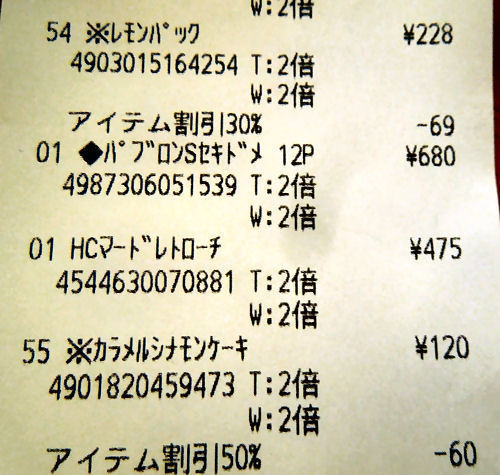 W:2倍
54 ※レモンパック ¥228
4903015164254 T:2倍
W:2倍
アイテム割引30% -69
01 ◆パブロンSセキドメ 12P ¥680
4987306051539 T:2倍
W:2倍
01 HCマードレトローチ ¥475
4544630070881 T:2倍
W:2倍
55 ※カラメルシナモンケーキ ¥120
4901820459473 T:2倍
W:2倍
アイテム割引50% -60